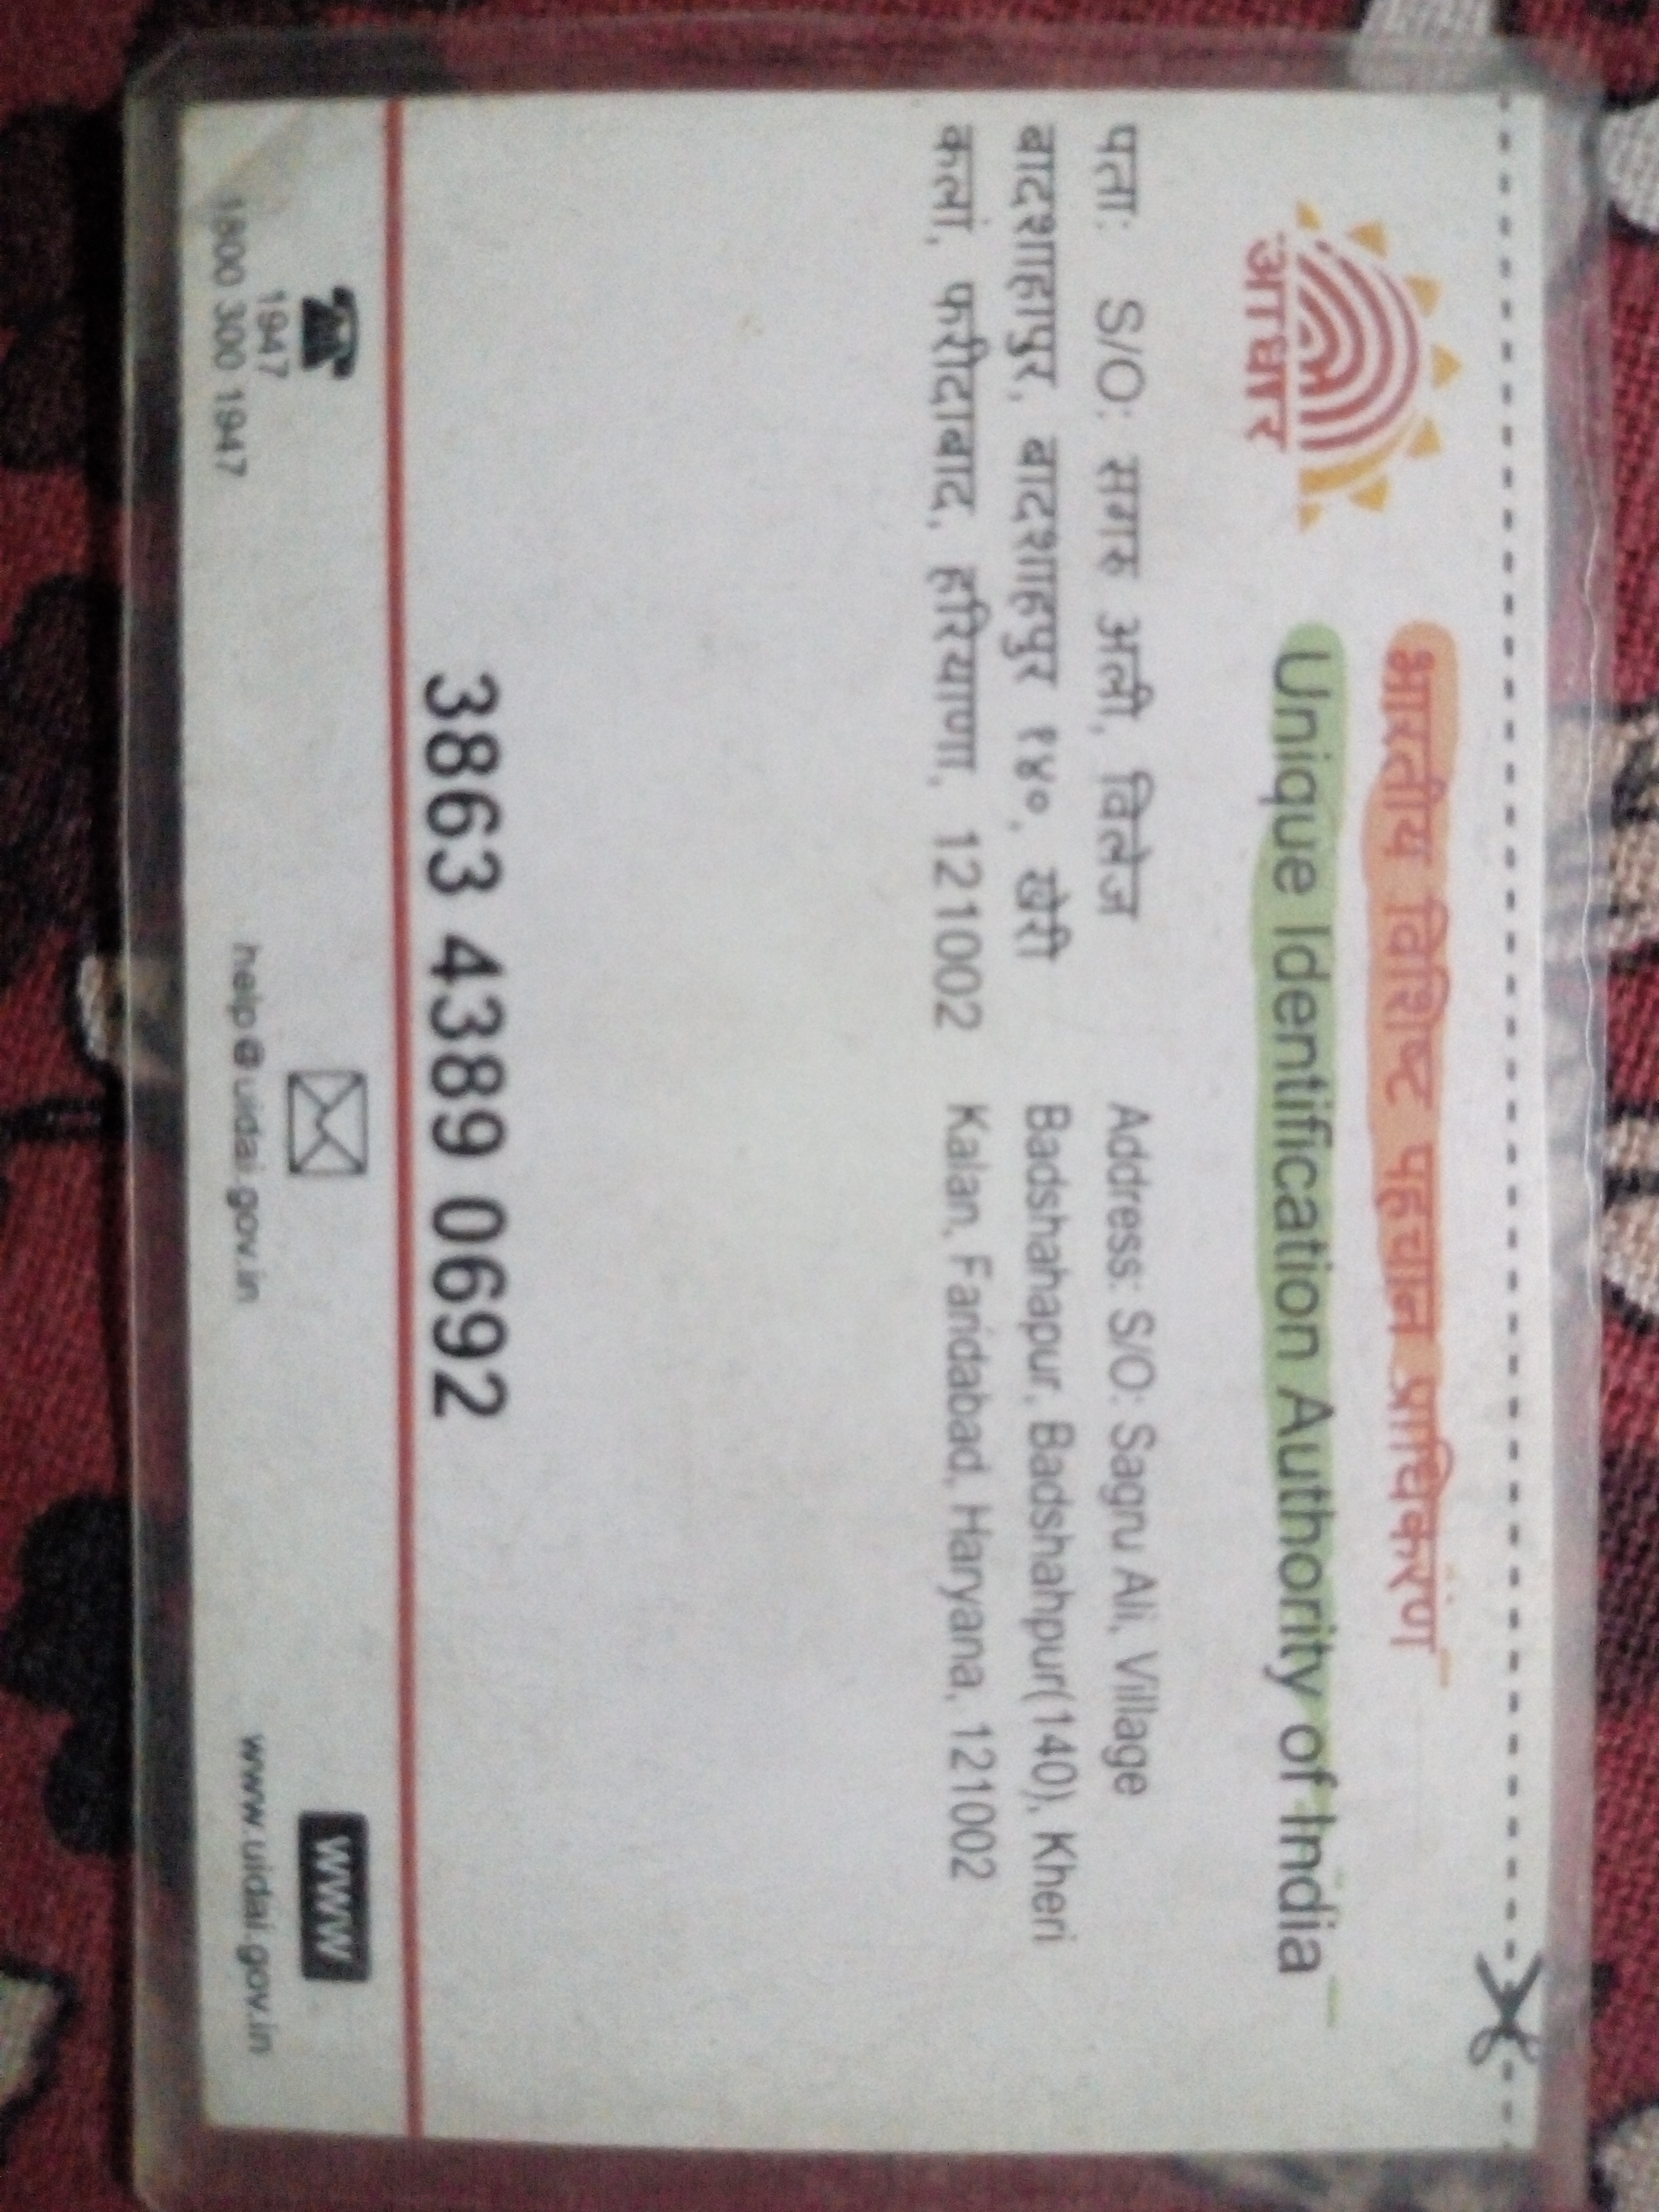 भारतीय विशिष्ट पहचान प्राधिकरण
Unique Identification Authority of India
आधार
पता: S/O: सगरु अली, विलेज
बादशाहापुर, बादशाहपुर १४०, खेरी
कलां, फरीदाबाद, हरियाणा, 121002
Address: S/O: Sagru Ali, Village
Badshahapur, Badshahpur(140), Kheri
Kalan, Faridabad, Haryana, 121002
3863 4389 0692
1947
1800 300 1947
help@uidai.gov.in
WWW
www.uidai.gov.in